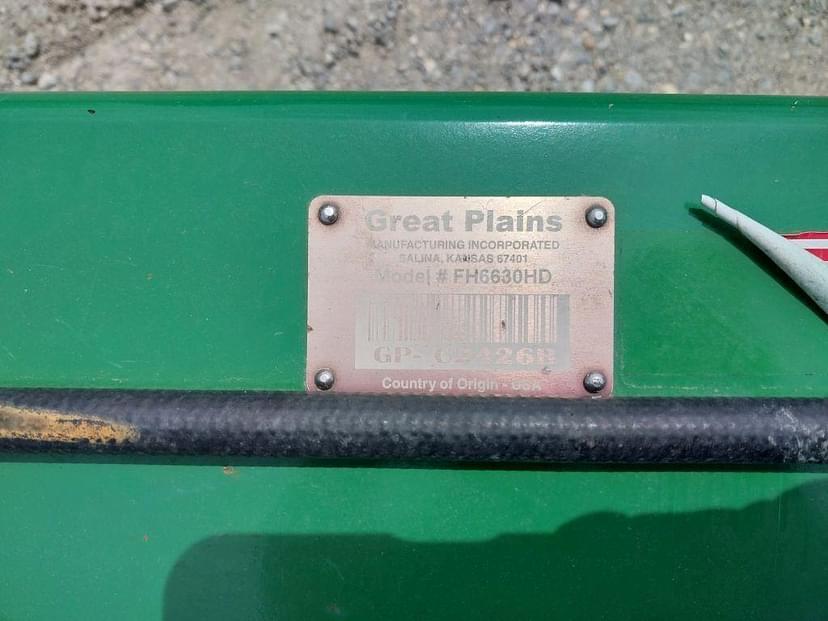 Great Plains
MANUFACTURING INCORPORATED
SALINA, KANSAS 67401
Model # FH6630HD
Country of Origin - USA